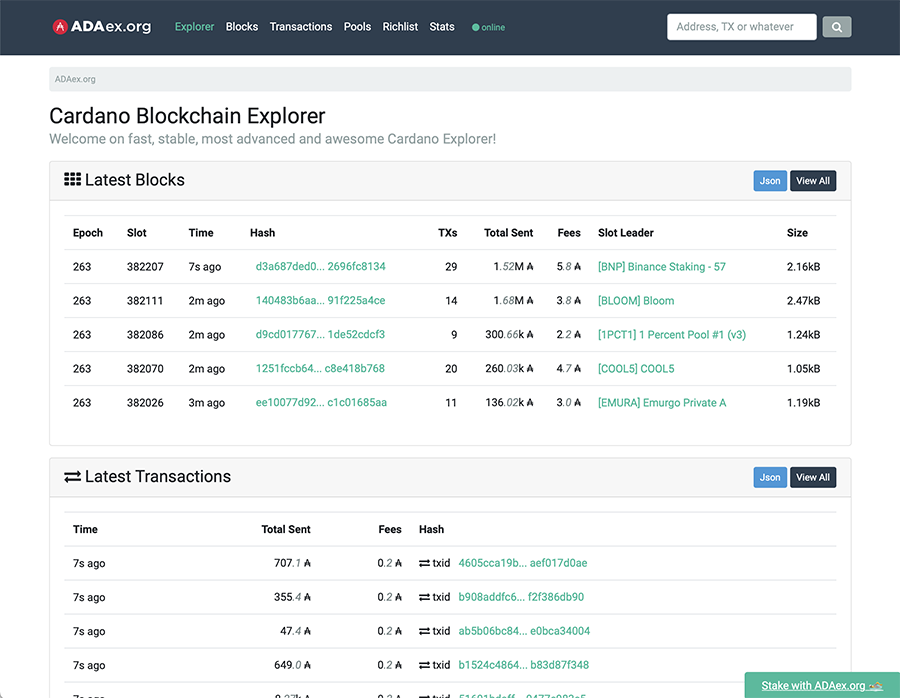 ADAex.org Explorer Blocks Transactions Pools Richlist Stats online Address, TX or whatever
ADAex.org
Cardano Blockchain Explorer
Welcome on fast, stable, most advanced and awesome Cardano Explorer!
Latest Blocks Json View All
Epoch Slot Time Hash TXs Total Sent Fees Slot Leader Size
263 382207 7s ago d3a687ded0... 2696fc8134 29 1.52M ₳ 5.8 ₳ [BNP] Binance Staking - 57 2.16kB
263 382111 2m ago 140483b6aa... 91f225a4ce 14 1.68M ₳ 3.8 ₳ [BLOOM] Bloom 2.47kB
263 382086 2m ago d9cd017767... 1de52cdcf3 9 300.66k ₳ 2.2 ₳ [1PCT1] 1 Percent Pool #1 (v3) 1.24kB
263 382070 2m ago 1251fccb64... c8e418b768 20 260.03k ₳ 4.7 ₳ [COOL5] COOL5 1.05kB
263 382026 3m ago ee10077d92... c1c01685aa 11 136.02k ₳ 3.0 ₳ [EMURA] Emurgo Private A 1.19kB
Latest Transactions Json View All
Time Total Sent Fees Hash
7s ago 707.1 ₳ 0.2 ₳ txid 4605cca19b... aef017d0ae
7s ago 355.4 ₳ 0.2 ₳ txid b908addfc6... f2f386db90
7s ago 47.4 ₳ 0.2 ₳ txid ab5b06bc84... e0bca34004
7s ago 649.0 ₳ 0.2 ₳ txid b1524c4864... b83d87f348
Stake with ADAex.org